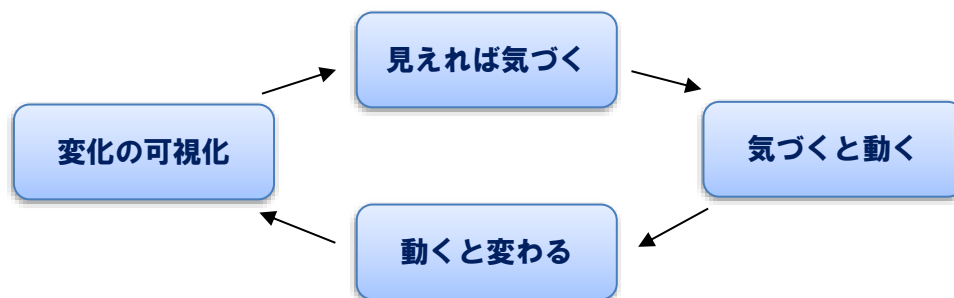 見えれば気づく
変化の可視化
気づくと動く
動くと変わる